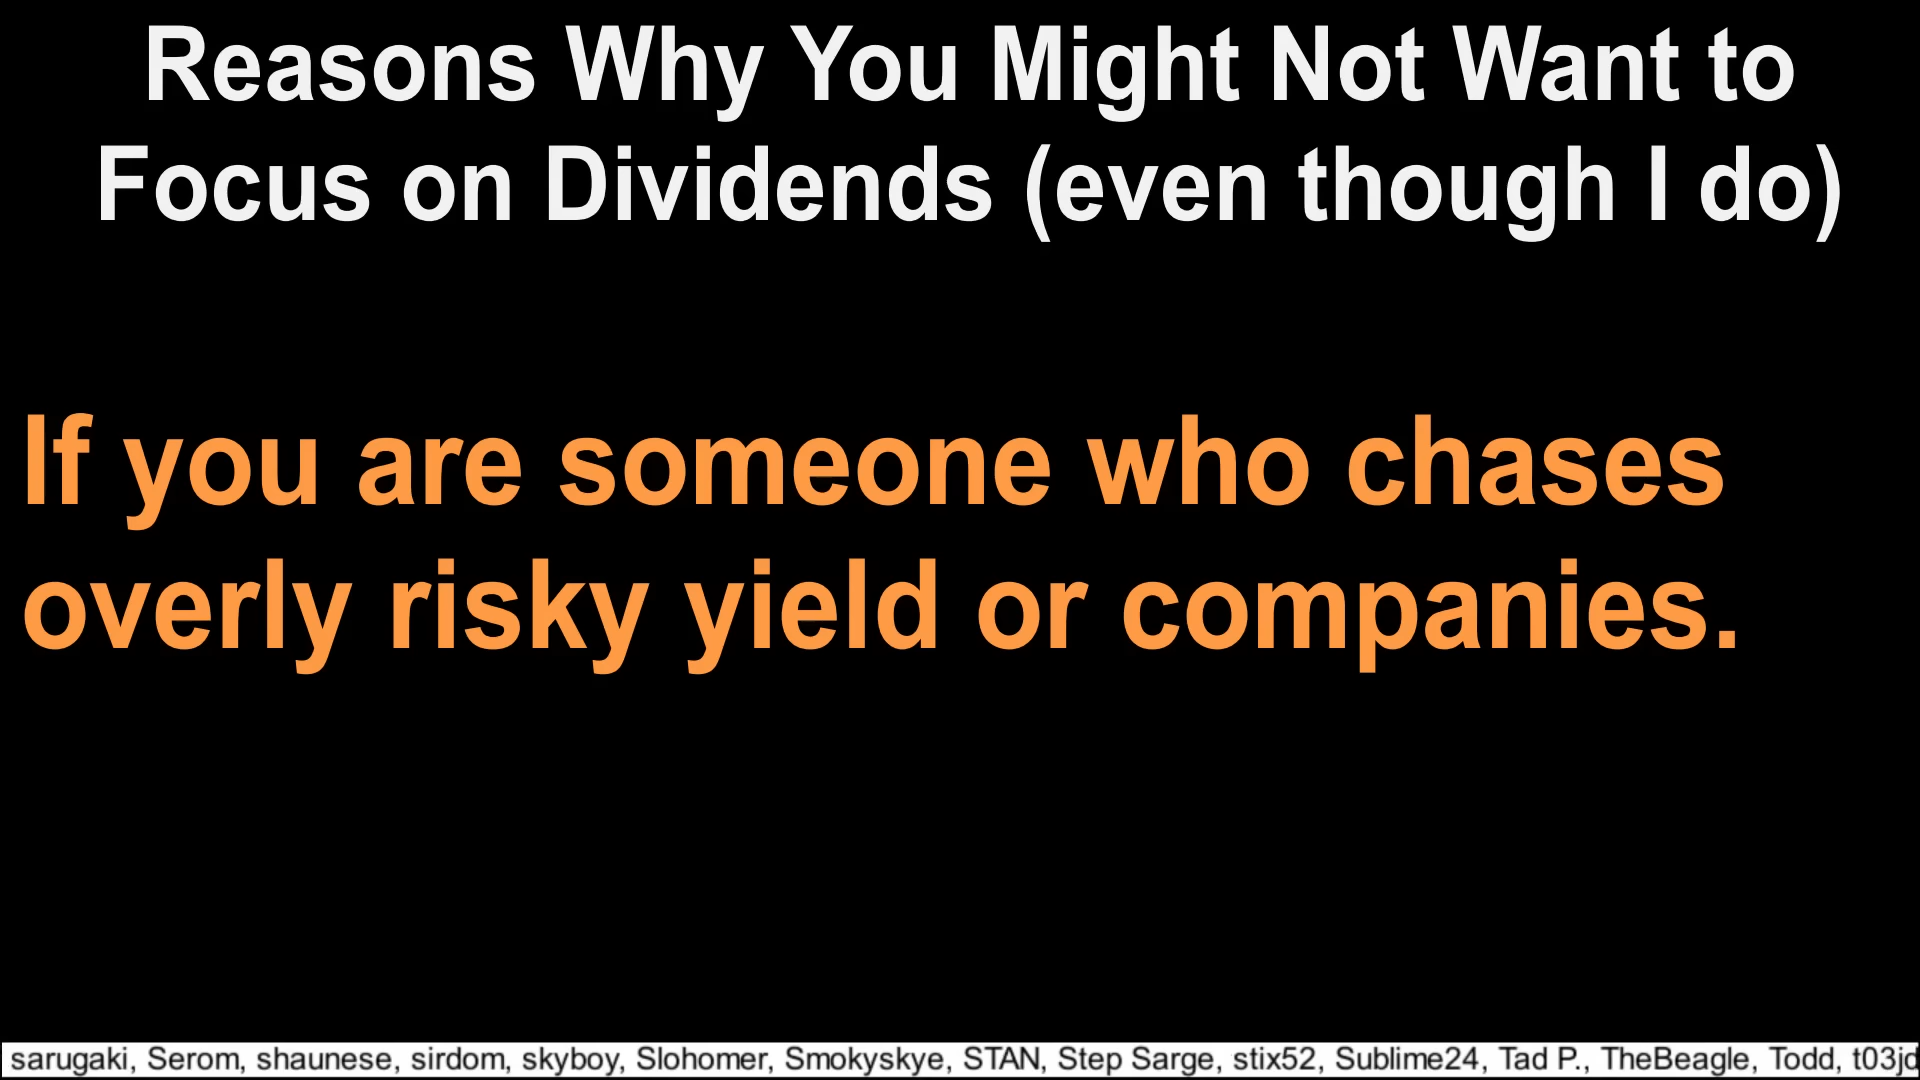 Reasons Why You Might Not Want to
Focus on Dividends (even though I do)
If you are someone who chases
overly risky yield or companies.
sarugaki, Serom, shaunese, sirdom, skyboy, Slohomer, Smokyskye, STAN, Step Sarge, stix52, Sublime24, Tad P., TheBeagle, Todd,